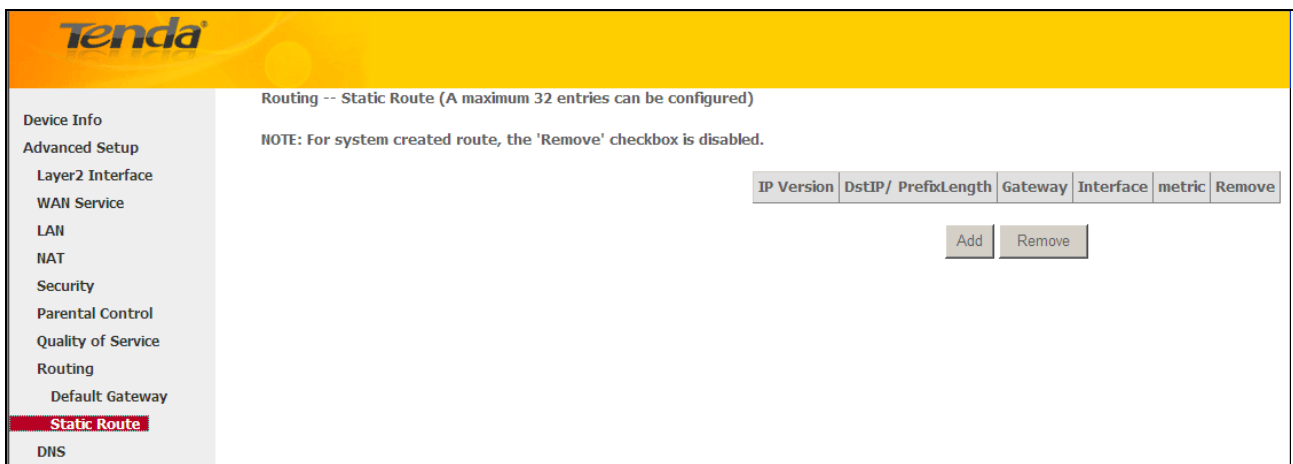 Tenda®
Routing -- Static Route (A maximum 32 entries can be configured)
NOTE: For system created route, the 'Remove' checkbox is disabled.
IP Version DstIP/ PrefixLength Gateway Interface metric Remove
Add Remove
Device Info
Advanced Setup
Layer2 Interface
WAN Service
LAN
NAT
Security
Parental Control
Quality of Service
Routing
Default Gateway
Static Route
DNS